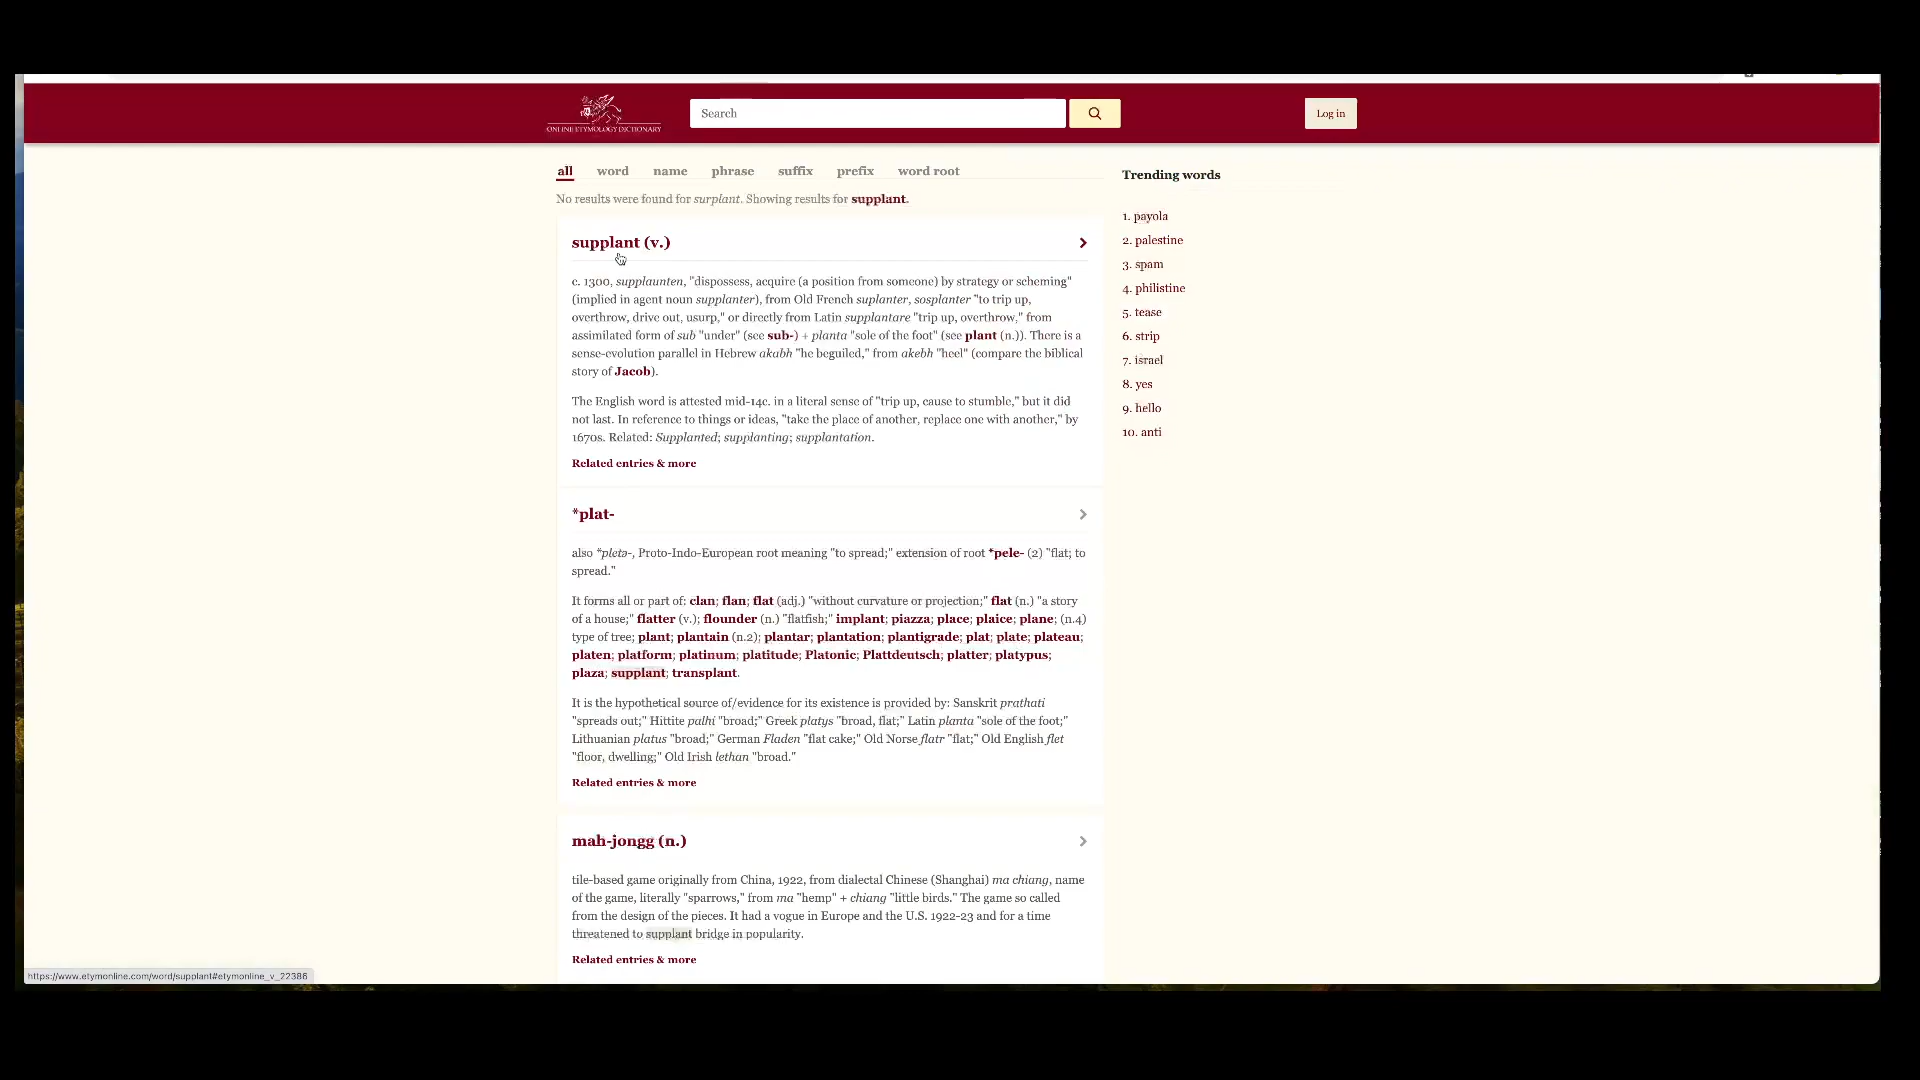 ONLINE ETYMOLOGY DICTIONARY
Search
Log in
all word name phrase suffix prefix word root
No results were found for surplant. Showing results for supplant.
supplant (v.)
c. 1300, supplaunten, "dispossess, acquire (a position from someone) by strategy or scheming"
(implied in agent noun supplanter), from Old French suplanter, sosplanter "to trip up,
overthrow, drive out, usurp," or directly from Latin supplantare "trip up, overthrow," from
assimilated form of sub "under" (see sub-) + planta "sole of the foot" (see plant (n.)). There is a
sense-evolution parallel in Hebrew akabh "he beguiled," from akebh "heel" (compare the biblical
story of Jacob).
The English word is attested mid-14c. in a literal sense of "trip up, cause to stumble," but it did
not last. In reference to things or ideas, "take the place of another, replace one with another," by
1670s. Related: Supplanted; supplanting; supplantation.
Related entries & more
*plat-
also *pletə-, Proto-Indo-European root meaning "to spread;" extension of root *pele- (2) "flat; to
spread."
It forms all or part of: clan; flan; flat (adj.) "without curvature or projection;" flat (n.) "a story
of a house;" flatter (v.); flounder (n.) "flatfish;" implant; piazza; place; plaice; plane; (n.4)
type of tree; plant; plantain (n.2); plantar; plantation; plantigrade; plat; plate; plateau;
platen; platform; platinum; platitude; Platonic; Plattdeutsch; platter; platypus;
plaza; supplant; transplant.
It is the hypothetical source of/evidence for its existence is provided by: Sanskrit prathati
"spreads out;" Hittite palhi "broad;" Greek platys "broad, flat;" Latin planta "sole of the foot;"
Lithuanian platus "broad;" German Fladen "flat cake;" Old Norse flatr "flat;" Old English flet
"floor, dwelling;" Old Irish lethan "broad."
Related entries & more
mah-jongg (n.)
tile-based game originally from China, 1922, from dialectal Chinese (Shanghai) ma chiang, name
of the game, literally "sparrows," from ma "hemp" + chiang "little birds." The game so called
from the design of the pieces. It had a vogue in Europe and the U.S. 1922-23 and for a time
threatened to supplant bridge in popularity.
Related entries & more
Trending words
1. payola
2. palestine
3. spam
4. philistine
5. tease
6. strip
7. israel
8. yes
9. hello
10. anti
https://www.etymonline.com/word/supplant#etymonline_v_22386